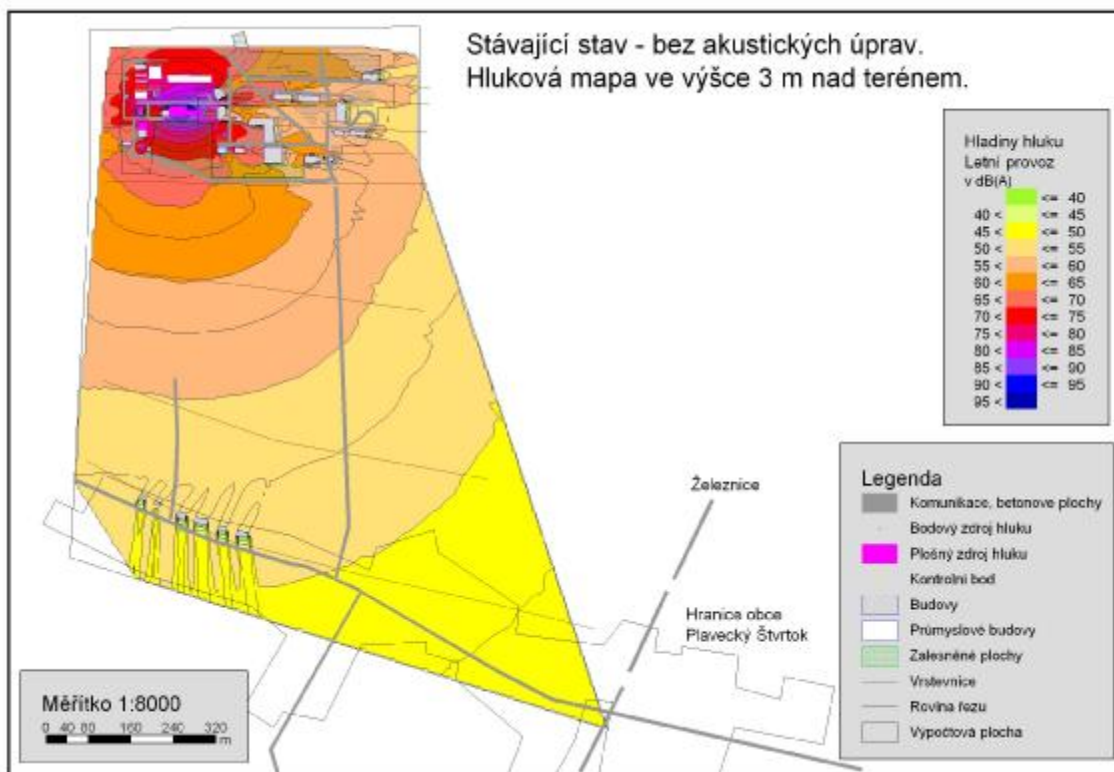 Stávající stav - bez akustických úprav.
Hluková mapa ve výšce 3 m nad terénem.
Hladiny hluku
Letní provoz
v dB(A)
<= 40
40 < <= 45
45 < <= 50
50 < <= 55
55 < <= 60
60 < <= 65
65 < <= 70
70 < <= 75
75 < <= 80
80 < <= 85
85 < <= 90
90 < <= 95
95 <
Železnice
Hranice obce
Plavecký Štvrtok
Legenda
Komunikace, betonove plochy
Bodový zdroj hluku
Plošný zdroj hluku
Kontrolní bod
Budovy
Průmyslové budovy
Zalesněné plochy
Vrstevnice
Rovina řezu
Výpočtová plocha
Měřítko 1:8000
0 40 80 160 240 320
m